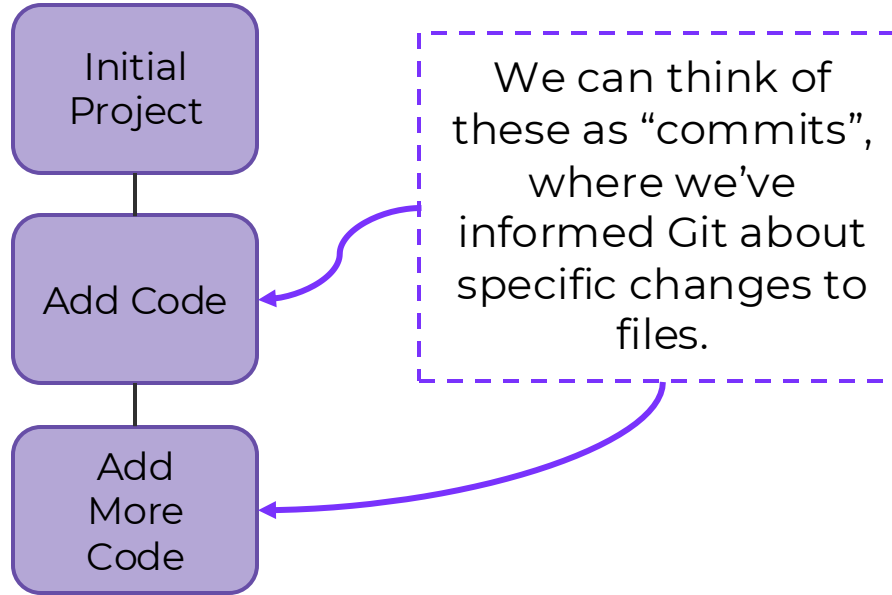 Initial
Project
We can think of
these as “commits”,
where we’ve
informed Git about
specific changes to
files.
Add Code
Add
More
Code